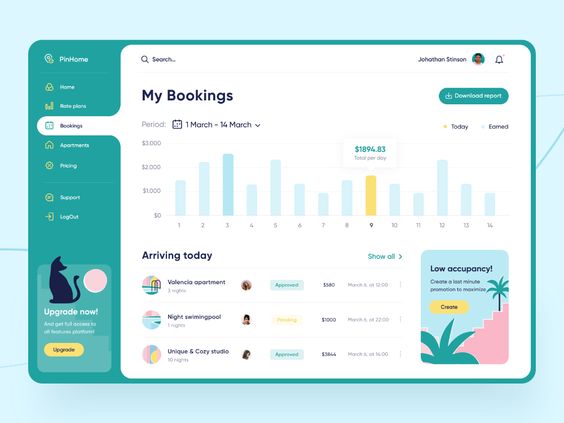 PinHome
Home
Rate plans
Bookings
Apartments
Pricing
Support
LogOut
Upgrade now!
And get full access to
all features platform!
Upgrade
Search...
Johathan Stinson
My Bookings
Download report
Period: 1 March - 14 March
Today
Earned
$3.000
$2.000
$1.000
$0
$1894.83
Total per day
1 2 3 4 5 6 7 8 9 10 11 12 13 14
Arriving today
Show all
Valencia apartment
2 nights
Approved
$580
March 6, at 12:00
Night swimingpool
1 nights
Pending
$1000
March 6, at 22:00
Unique & Cozy studio
10 nights
Approved
$3844
March 6, at 14:00
Low accupancy!
Create a last minute
promotion to maximize
Create